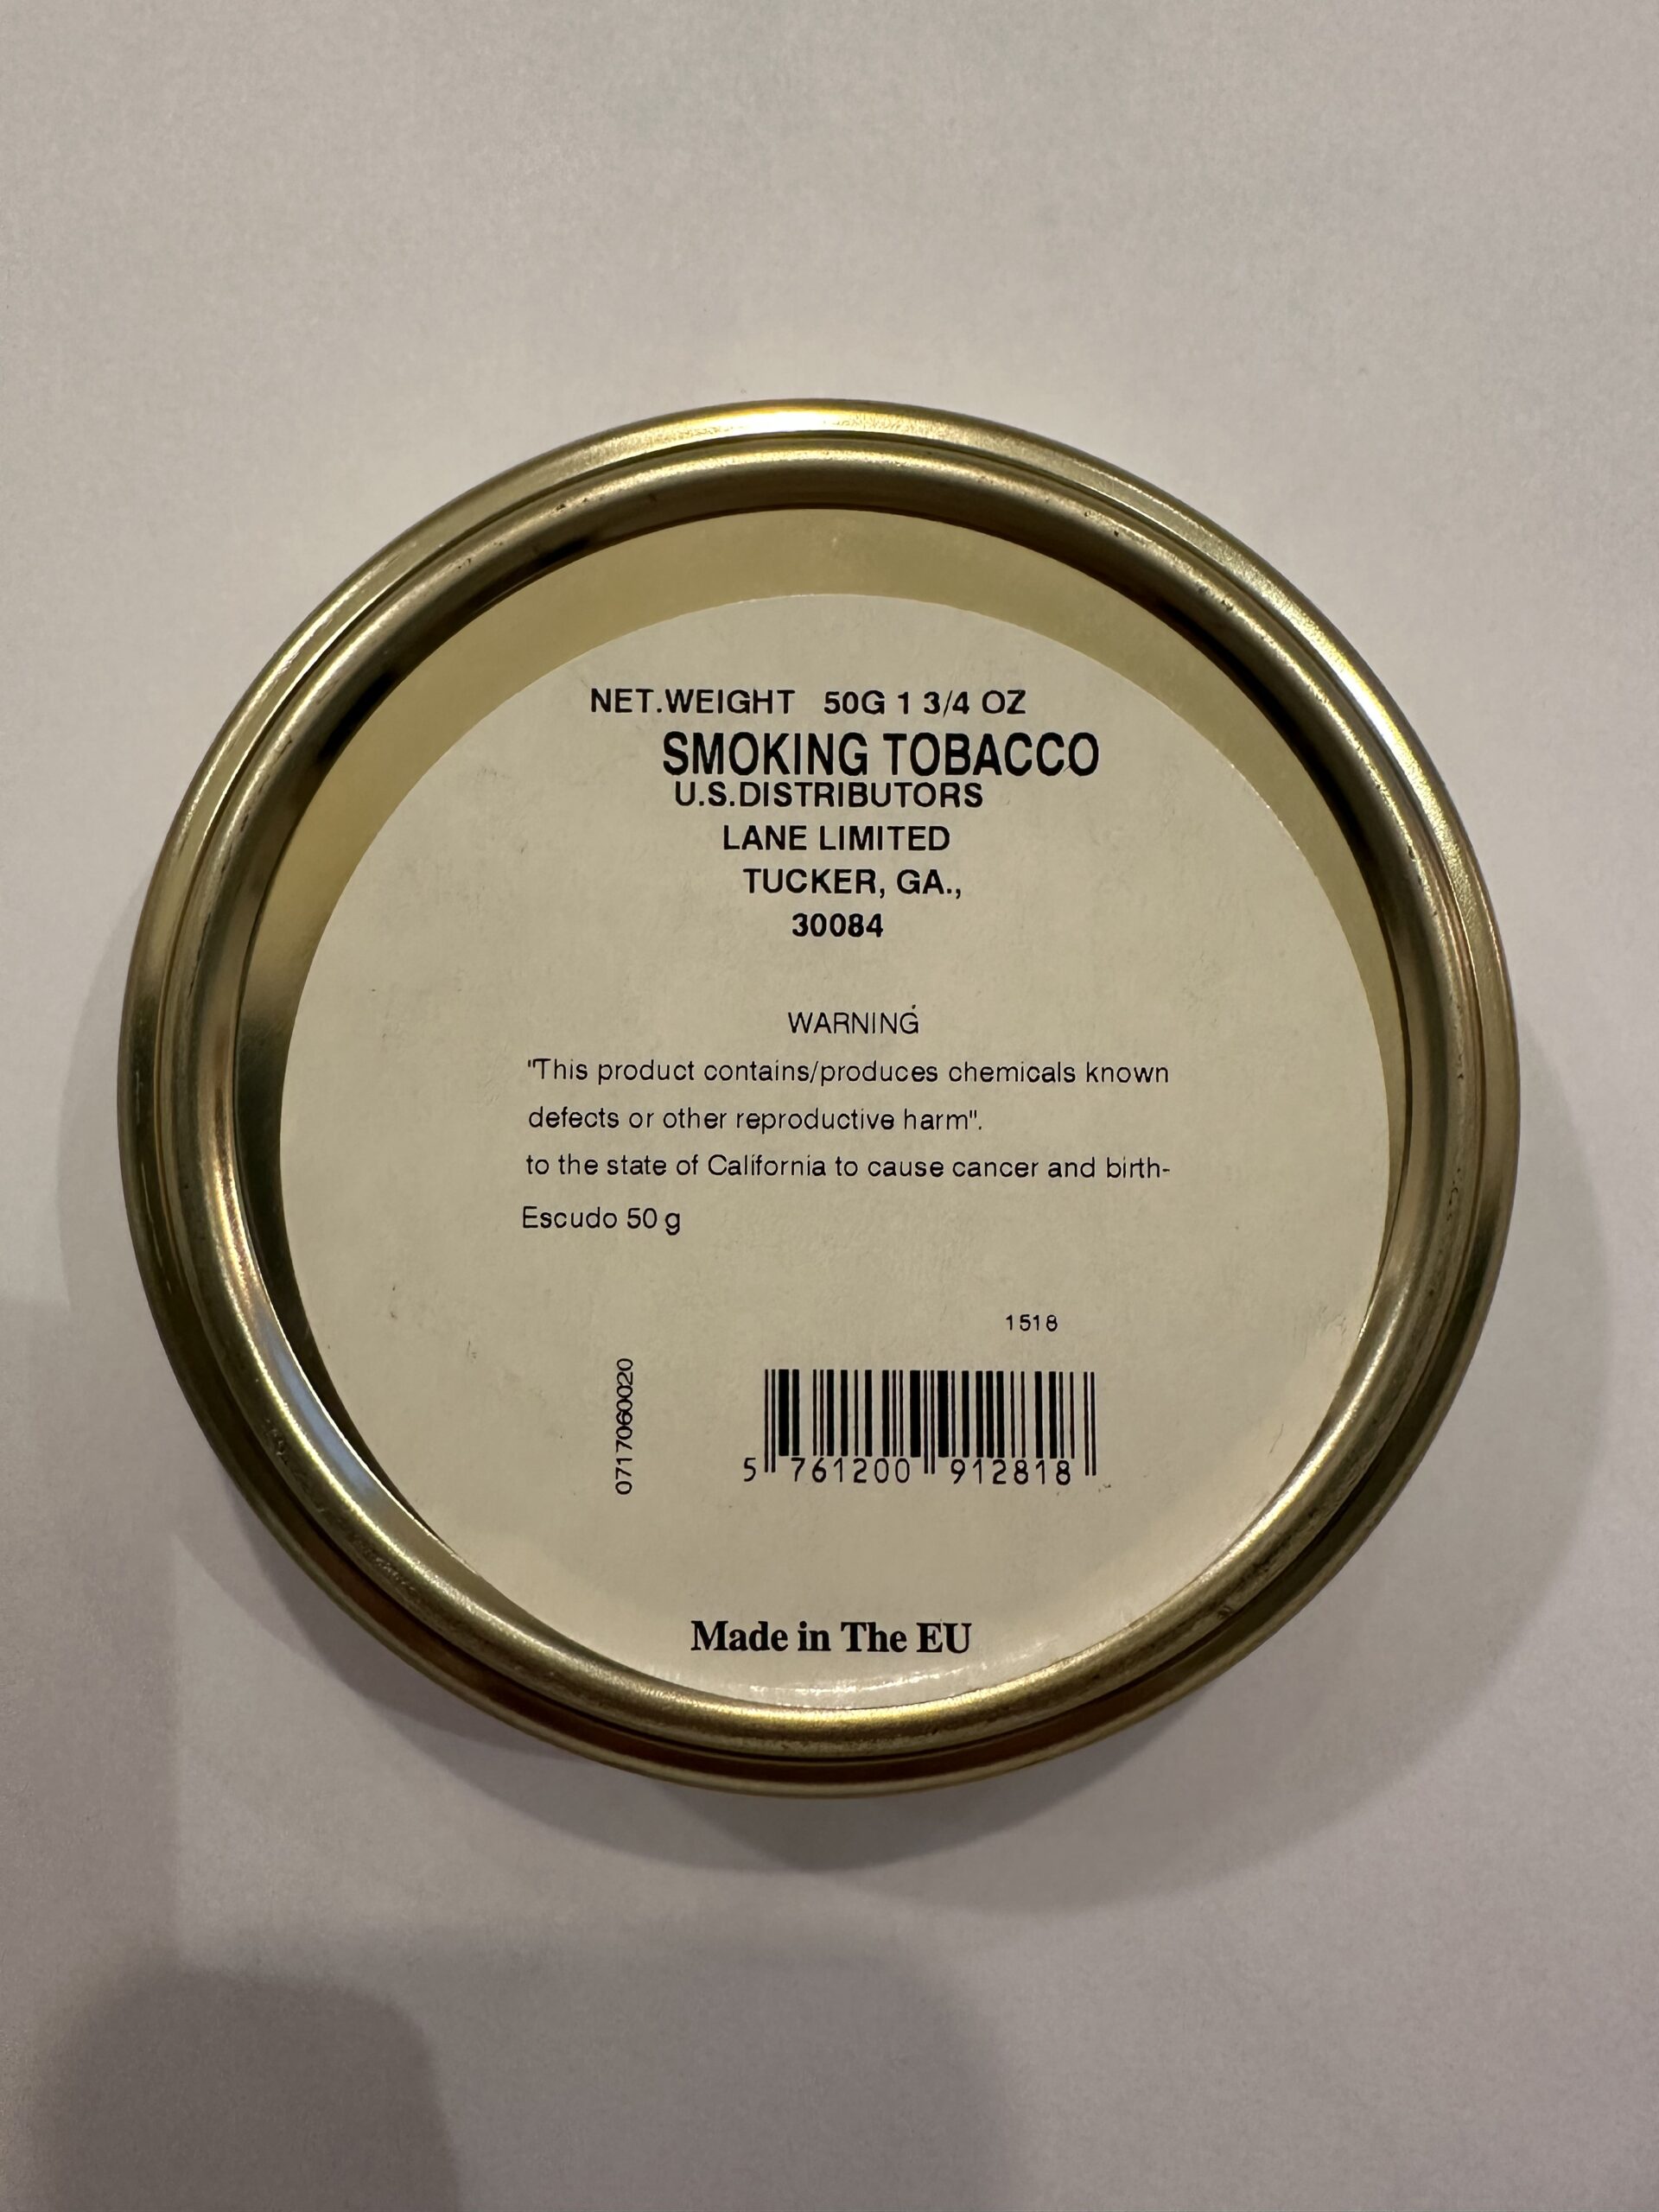 NET.WEIGHT 50G 1 3/4 OZ
SMOKING TOBACCO
U.S.DISTRIBUTORS
LANE LIMITED
TUCKER, GA.,
30084
WARNING
"This product contains/produces chemicals known
defects or other reproductive harm".
to the state of California to cause cancer and birth-
Escudo 50 g
1518
0717060020
5 761200 912818
Made in The EU